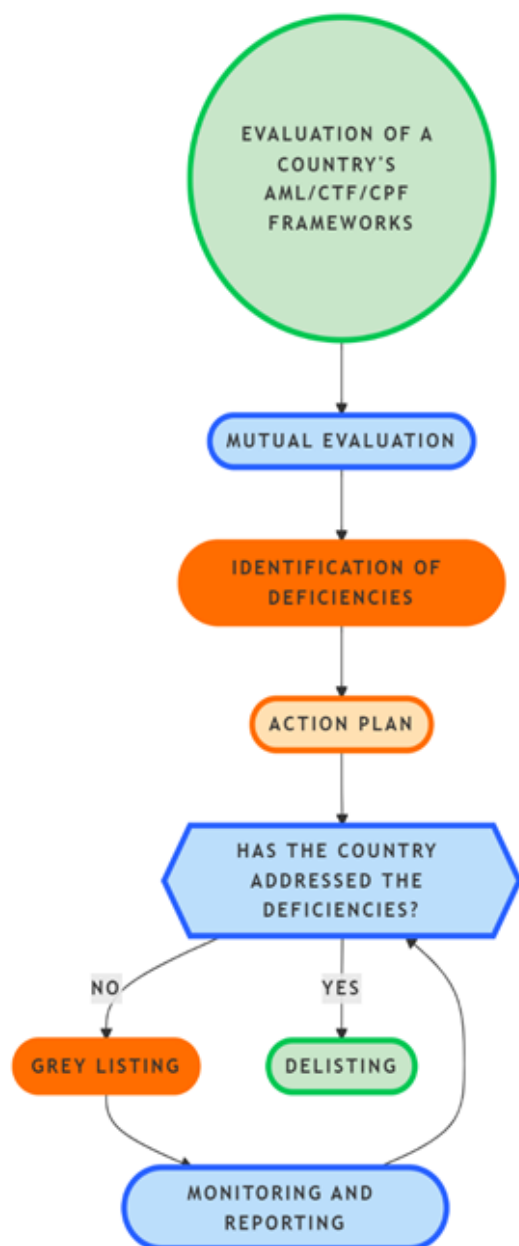 EVALUATION OF A
COUNTRY'S
AML/CTF/CPF
FRAMEWORKS
MUTUAL EVALUATION
IDENTIFICATION OF
DEFICIENCIES
ACTION PLAN
HAS THE COUNTRY
ADDRESSED THE
DEFICIENCIES?
NO
YES
GREY LISTING
DELISTING
MONITORING AND
REPORTING